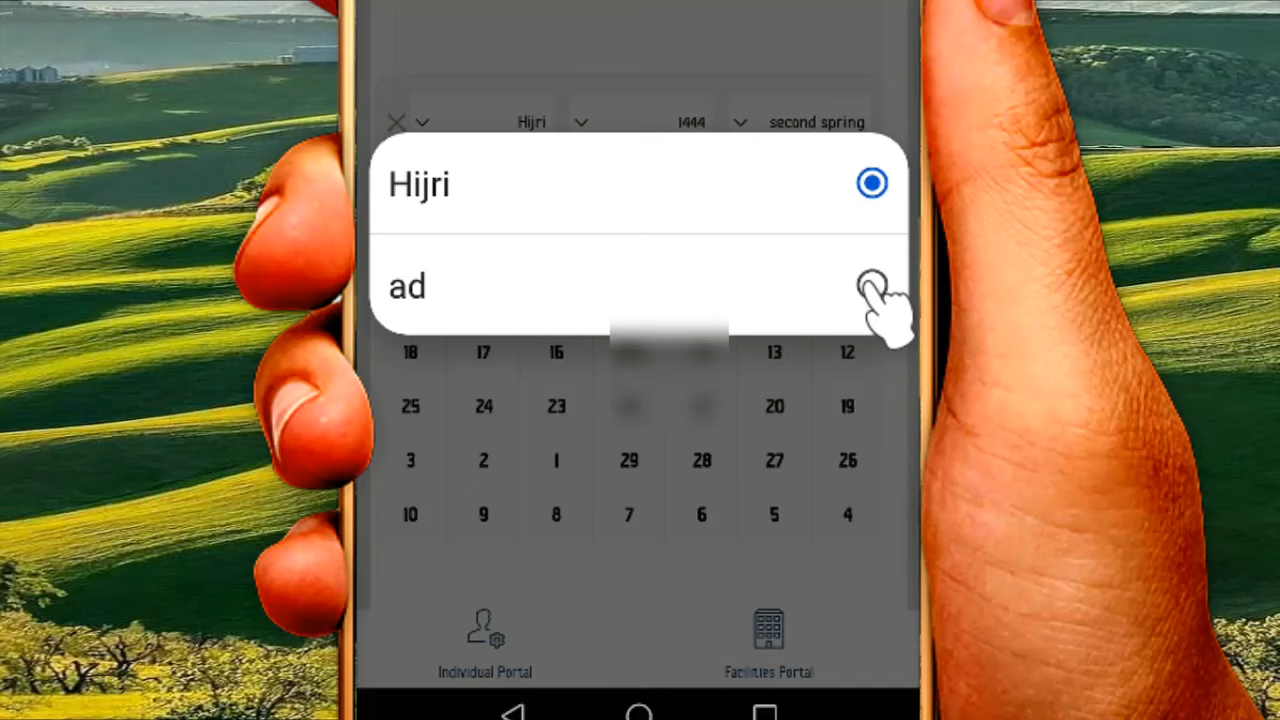 Hijri 1444 second spring
Hijri
ad
18 17 16 13 12
25 24 23 20 19
3 2 1 29 28 27 26
10 9 8 7 6 5 4
Individual Portal Facilities Portal